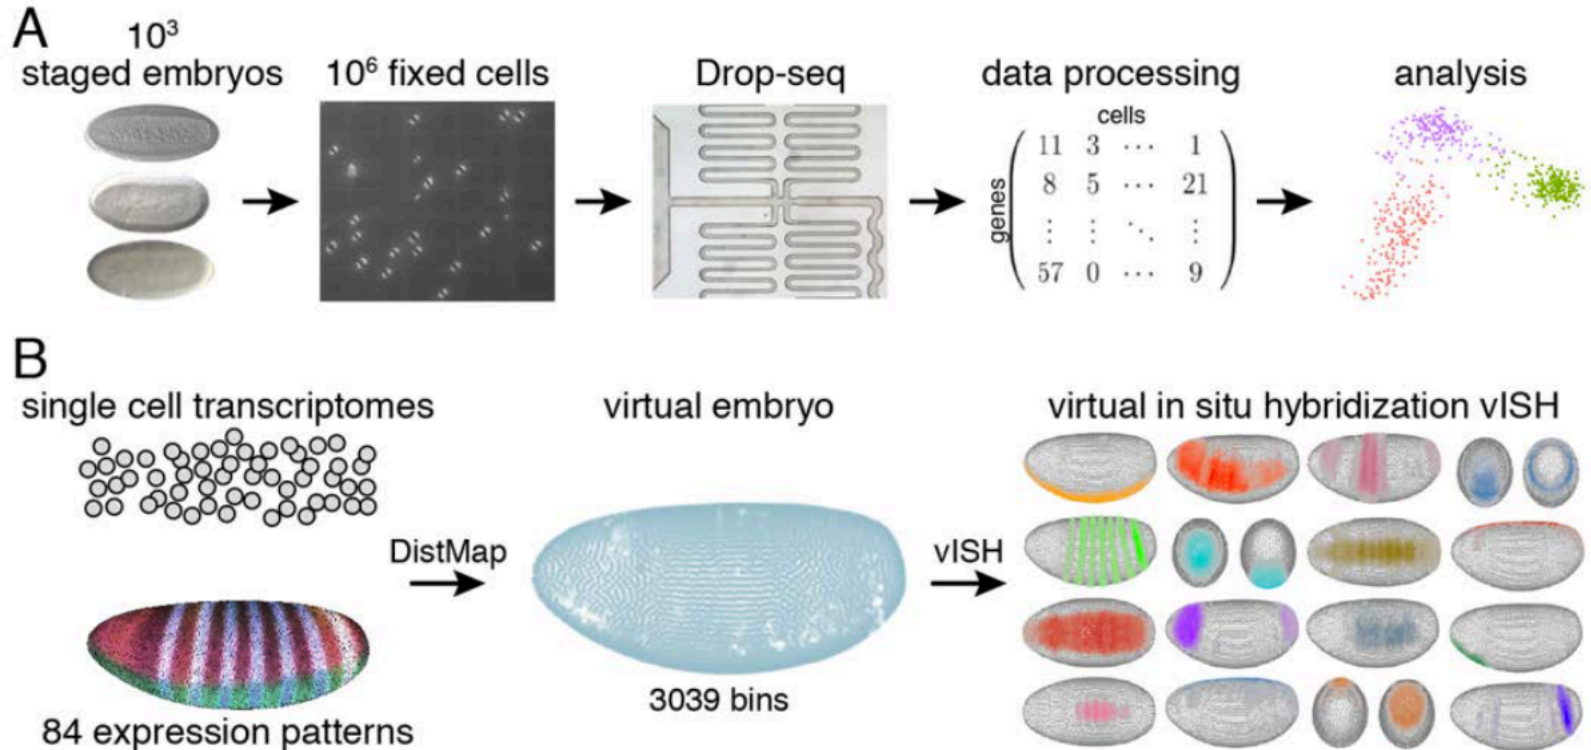 A
10³
staged embryos
10⁶ fixed cells
Drop-seq
data processing
analysis
cells
genes
11 3 ··· 1
8 5 ··· 21
⋮ ⋮ ⋱ ⋮
57 0 ··· 9
B
single cell transcriptomes
virtual embryo
virtual in situ hybridization vISH
DistMap
vISH
3039 bins
84 expression patterns